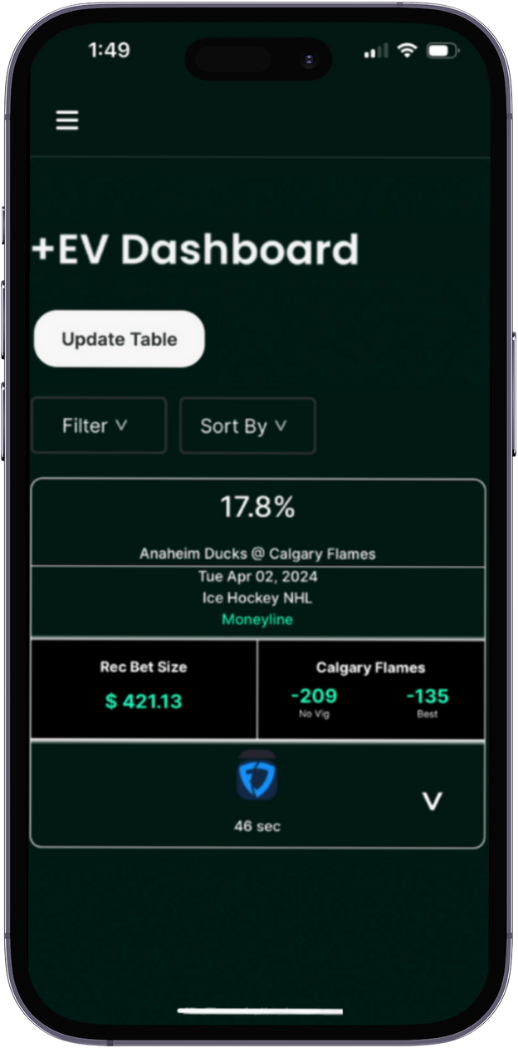 1:49
+EV Dashboard
Update Table
Filter V
Sort By V
17.8%
Anaheim Ducks @ Calgary Flames
Tue Apr 02, 2024
Ice Hockey NHL
Moneyline
Rec Bet Size
$ 421.13
Calgary Flames
-209 -135
No Vig Best
46 sec
V